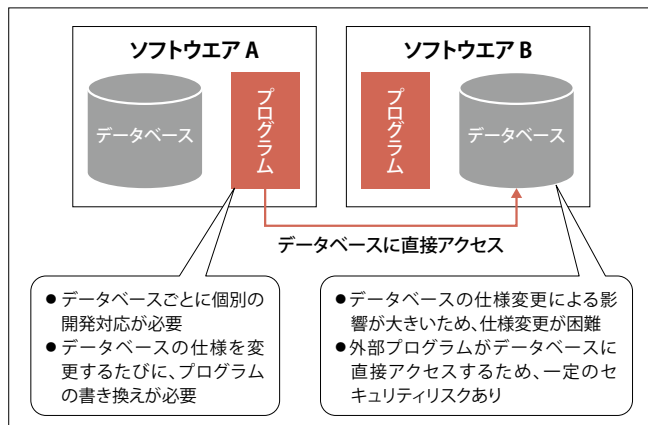 ソフトウエア A
データベース
プログラム
ソフトウエア B
プログラム
データベース
データベースに直接アクセス
●データベースごとに個別の
開発対応が必要
●データベースの仕様を変
更するたびに、プログラム
の書き換えが必要
●データベースの仕様変更による影
響が大きいため、仕様変更が困難
●外部プログラムがデータベースに
直接アクセスするため、一定のセ
キュリティリスクあり